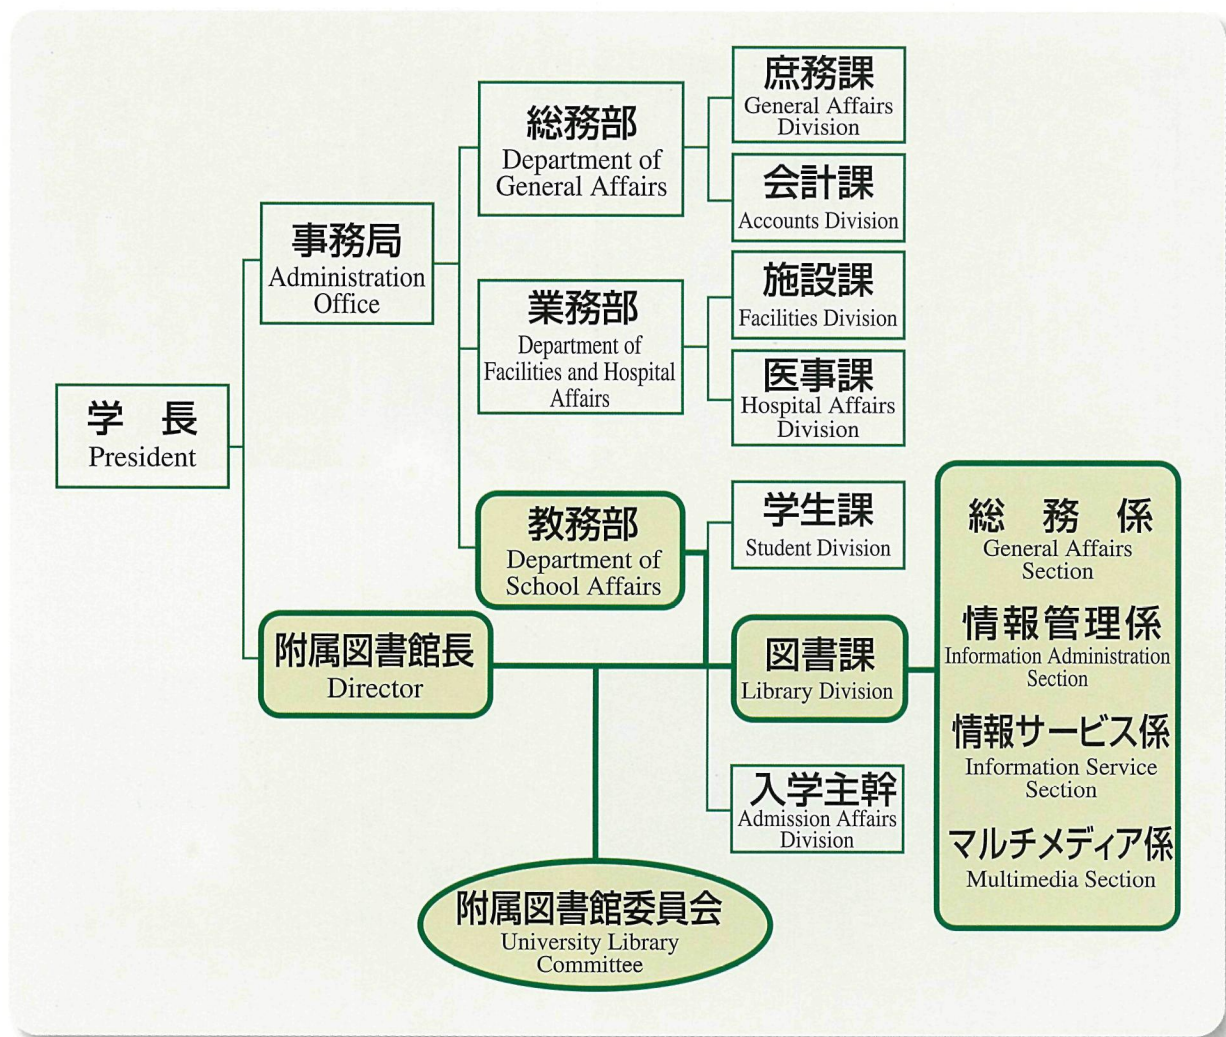 庶務課
General Affairs
Division
総務部
Department of
General Affairs
会計課
Accounts Division
事務局
Administration
Office
業務部
Department of
Facilities and Hospital
Affairs
施設課
Facilities Division
医事課
Hospital Affairs
Division
学 長
President
教務部
Department of
School Affairs
学生課
Student Division
総 務 係
General Affairs
Section
情報管理係
Information Administration
Section
情報サービス係
Information Service
Section
マルチメディア係
Multimedia Section
附属図書館長
Director
図書課
Library Division
入学主幹
Admission Affairs
Division
附属図書館委員会
University Library
Committee